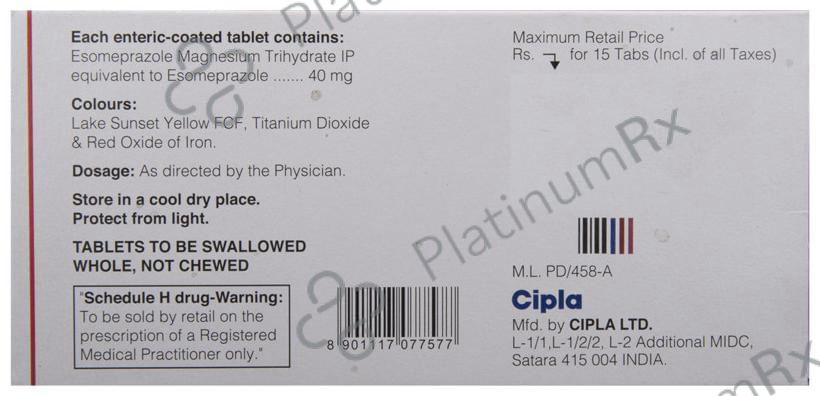 Each enteric-coated tablet contains:
Esomeprazole Magnesium Trihydrate IP
equivalent to Esomeprazole ....... 40 mg
Colours:
Lake Sunset Yellow FCF, Titanium Dioxide
& Red Oxide of Iron.
Dosage: As directed by the Physician.
Store in a cool dry place.
Protect from light.
TABLETS TO BE SWALLOWED
WHOLE, NOT CHEWED
"Schedule H drug-Warning:
To be sold by retail on the
prescription of a Registered
Medical Practitioner only."
8 901117 077577
Maximum Retail Price
Rs. for 15 Tabs (Incl. of all Taxes)
M.L. PD/458-A
Cipla
Mfd. by CIPLA LTD.
L-1/1,L-1/2/2, L-2 Additional MIDC,
Satara 415 004 INDIA.
PlatinumRx
PlatinumRx
numRx